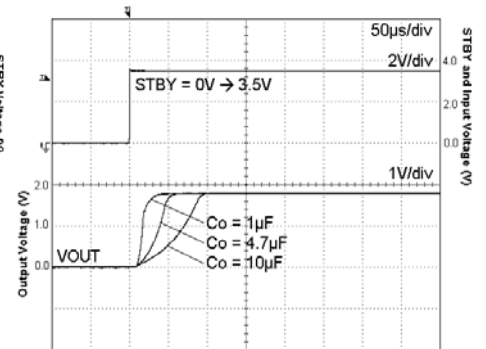 50µs/div
2V/div
STBY = 0V → 3.5V
4.0
2.0
0.0
STBY and Input Voltage (V)
1V/div
2.0
1.0
0.0
Output Voltage (V)
VOUT
Co = 1µF
Co = 4.7µF
Co = 10µF